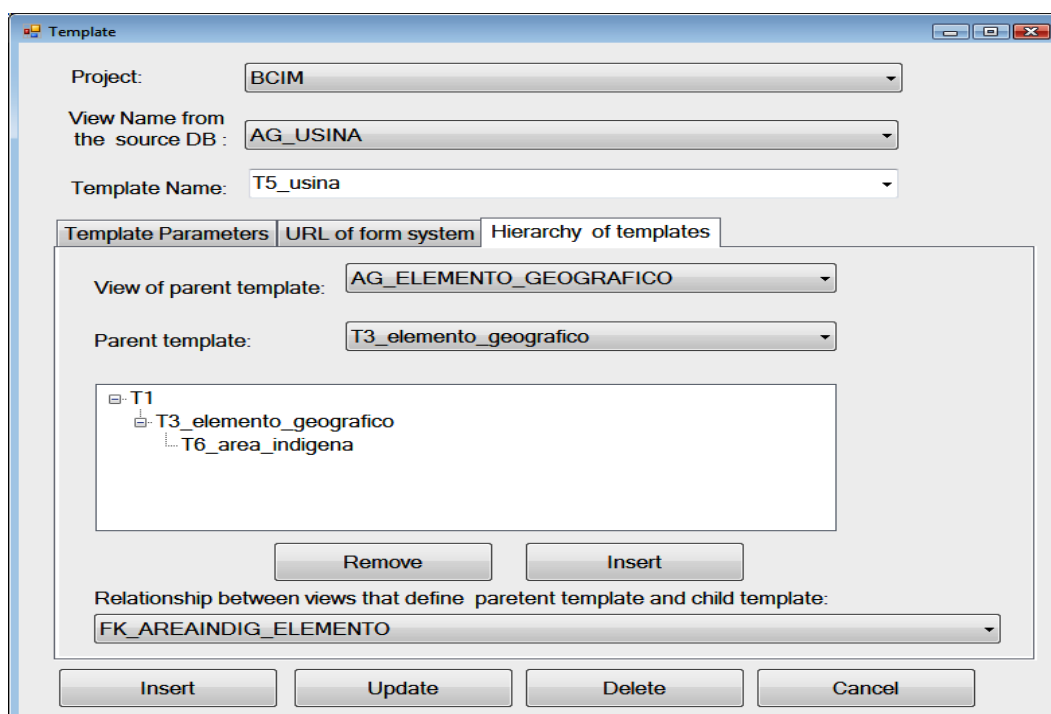 Template
Project:
BCIM
View Name from
the source DB :
AG_USINA
Template Name:
T5_usina
Template Parameters
URL of form system
Hierarchy of templates
View of parent template:
AG_ELEMENTO_GEOGRAFICO
Parent template:
T3_elemento_geografico
T1
T3_elemento_geografico
T6_area_indigena
Remove
Insert
Relationship between views that define paretent template and child template:
FK_AREAINDIG_ELEMENTO
Insert
Update
Delete
Cancel